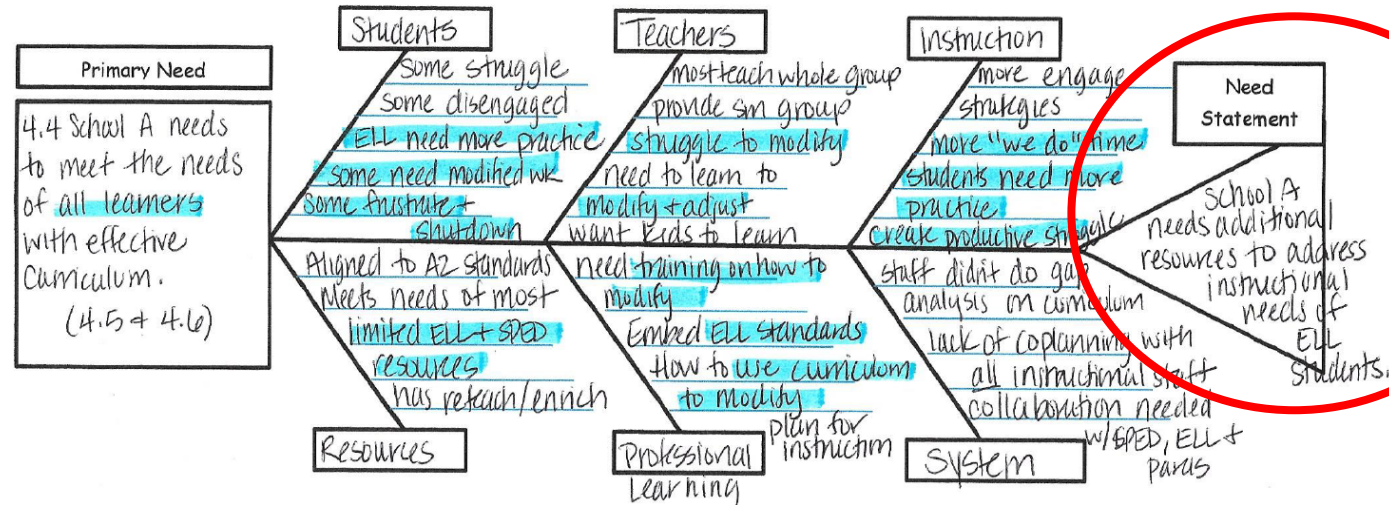 Primary Need
4.4 School A needs
to meet the needs
of all learners
with effective
Curriculum.
(4.5 + 4.6)
Students
Some struggle
Some disengaged
ELL need more practice
some need modified wk
Some frustrate +
shutdown
Teachers
most teach whole group
provide sm group
struggle to modify
need to learn to
modify + adjust
want kids to learn
Instruction
more engage
strategies
more "we do" time
students need more
practice
create productive struggle
Need
Statement
School A
needs additional
resources to address
instructional
needs of
ELL
students.
Aligned to AZ standards
Meets needs of most
limited ELL + SPED
resources
has reteach/enrich
Resources
need training on how to
modify
Embed ELL standards
How to use curriculum
to modify
plan for
instruction
Professional
Learning
staff didn't do gap
analysis on curriculum
lack of coplanning with
all instructional staff
collaboration needed
w/SPED, ELL +
paras
System